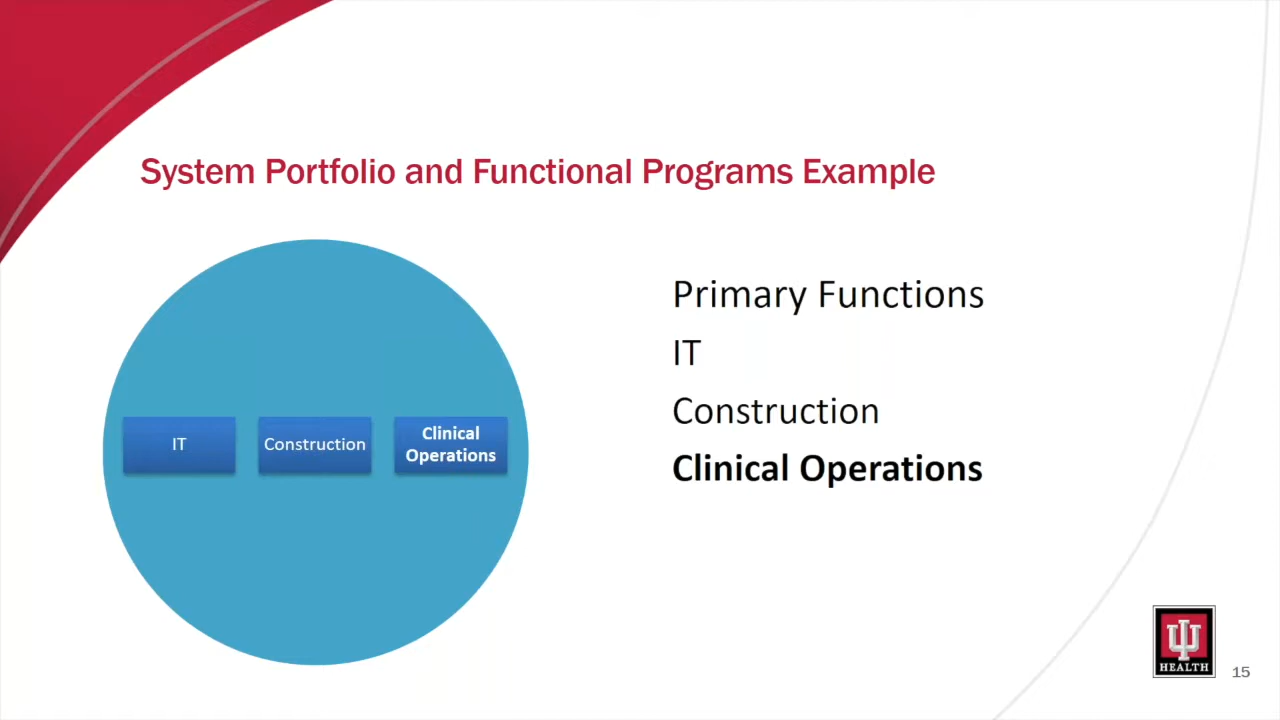 System Portfolio and Functional Programs Example
IT
Construction
Clinical
Operations
Primary Functions
IT
Construction
Clinical Operations
HEALTH
15